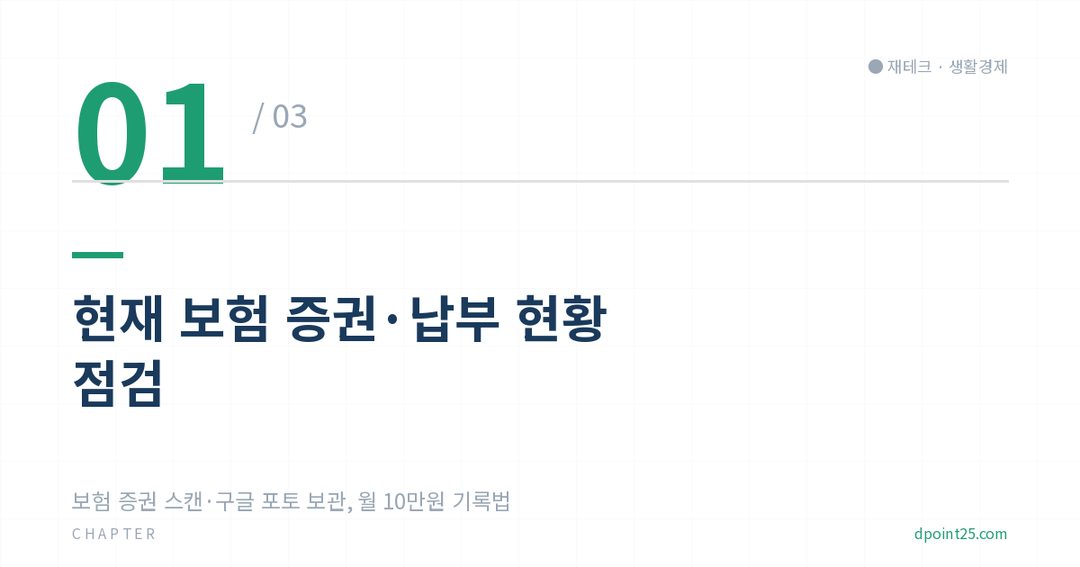 01 / 03
● 재테크 · 생활경제
현재 보험 증권·납부 현황
점검
보험 증권 스캔·구글 포토 보관, 월 10만원 기록법
CHAPTER
dpoint25.com